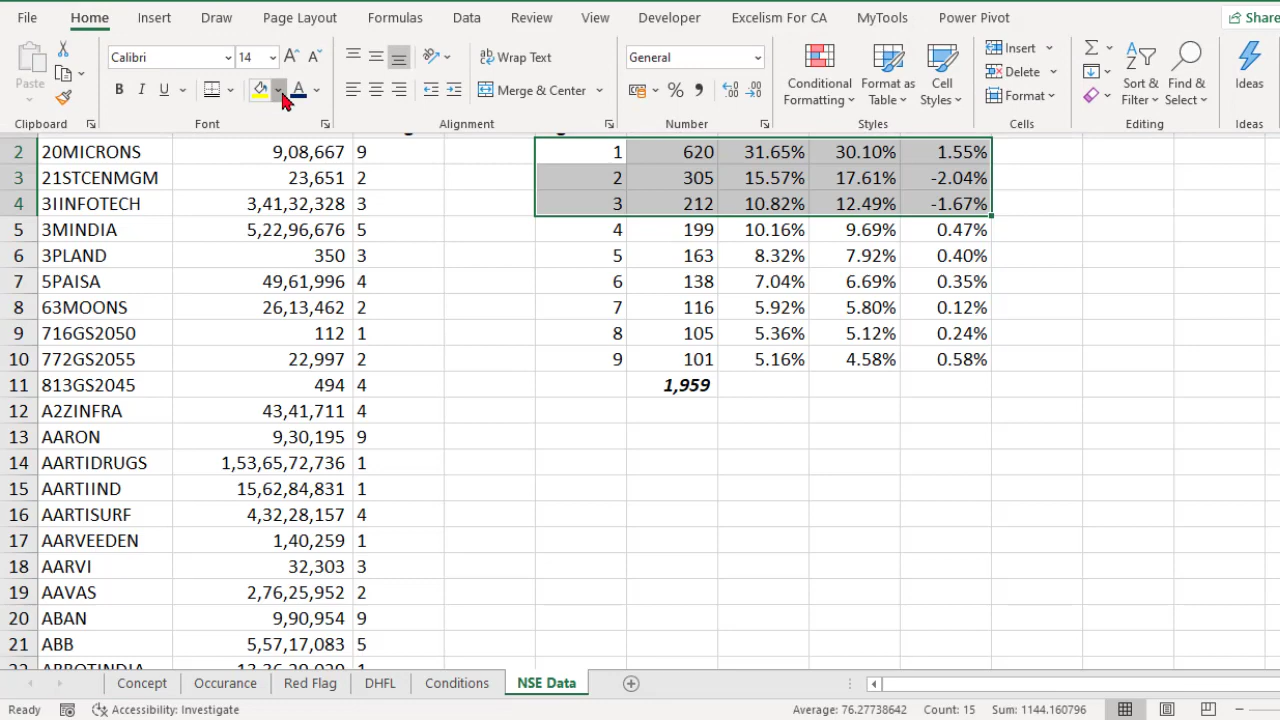 File Home Insert Draw Page Layout Formulas Data Review View Developer Excelism For CA MyTools Power Pivot Share
Paste
Clipboard
Calibri 14
B I U A
Font
Wrap Text
Merge & Center
Alignment
General
%
Number
Conditional Formatting
Format as Table
Cell Styles
Styles
Insert
Delete
Format
Cells
Sort & Filter
Find & Select
Editing
Ideas
Ideas
2 20MICRONS 9,08,667 9 1 620 31.65% 30.10% 1.55%
3 21STCENMGM 23,651 2 2 305 15.57% 17.61% -2.04%
4 3IINFOTECH 3,41,32,328 3 3 212 10.82% 12.49% -1.67%
5 3MINDIA 5,22,96,676 5 4 199 10.16% 9.69% 0.47%
6 3PLAND 350 3 5 163 8.32% 7.92% 0.40%
7 5PAISA 49,61,996 4 6 138 7.04% 6.69% 0.35%
8 63MOONS 26,13,462 2 7 116 5.92% 5.80% 0.12%
9 716GS2050 112 1 8 105 5.36% 5.12% 0.24%
10 772GS2055 22,997 2 9 101 5.16% 4.58% 0.58%
11 813GS2045 494 4 1,959
12 A2ZINFRA 43,41,711 4
13 AARON 9,30,195 9
14 AARTIDRUGS 1,53,65,72,736 1
15 AARTIIND 15,62,84,831 1
16 AARTISURF 4,32,28,157 4
17 AARVEEDEN 1,40,259 1
18 AARVI 32,303 3
19 AAVAS 2,76,25,952 2
20 ABAN 9,90,954 9
21 ABB 5,57,17,083 5
Concept Occurance Red Flag DHFL Conditions NSE Data
Ready Accessibility: Investigate Average: 76.27738642 Count: 15 Sum: 1144.160796